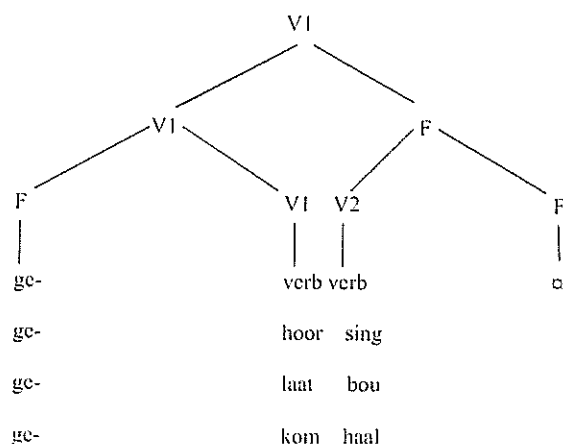 V1
V1 F
F V1 V2 F
ge- verb verb ¤
ge- hoor sing
ge- laat bou
ge- kom haal